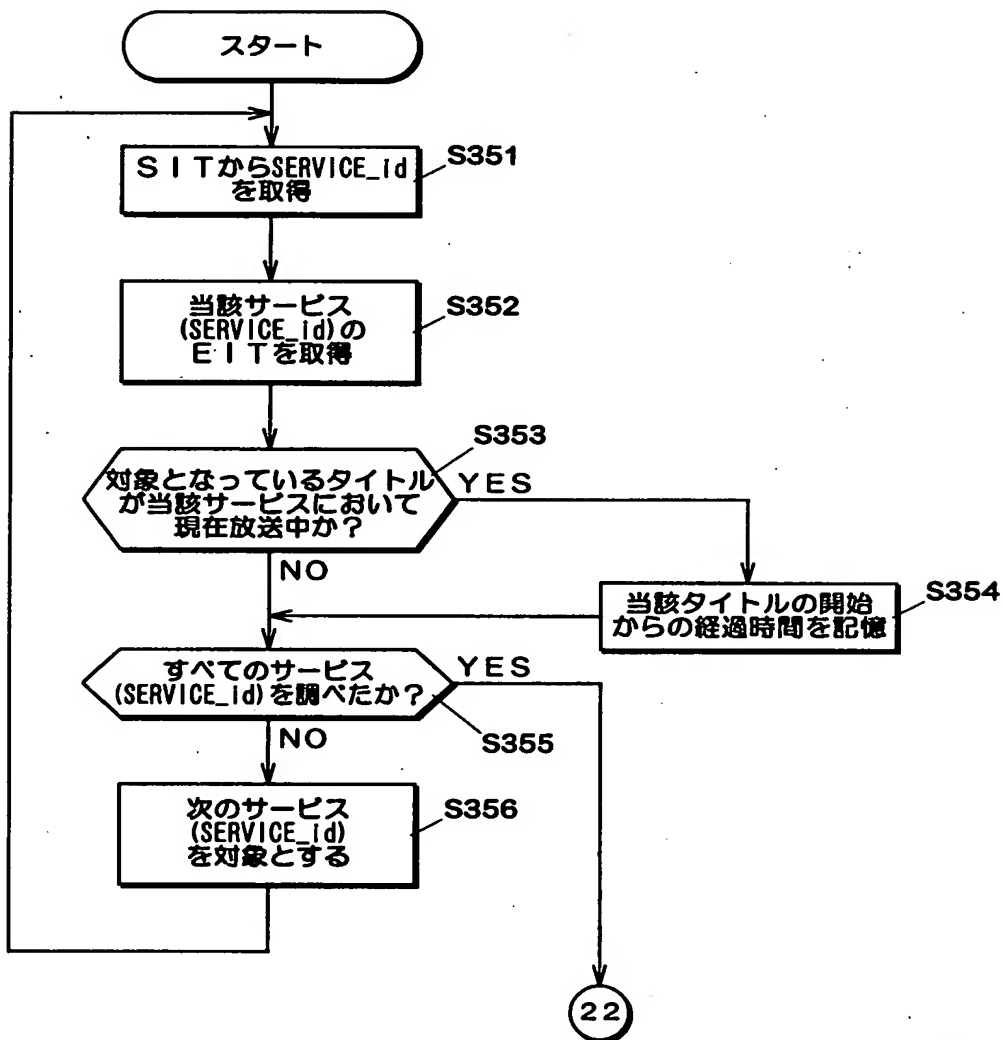 スタート
ＳＩＴからSERVICE_id
を取得
S351
当該サービス
(SERVICE_id)の
ＥＩＴを取得
S352
S353
対象となっているタイトル
が当該サービスにおいて
現在放送中か？
YES
NO
当該タイトルの開始
からの経過時間を記憶
S354
すべてのサービス
(SERVICE_id)を調べたか？
YES
S355
NO
次のサービス
(SERVICE_id)
を対象とする
S356
22